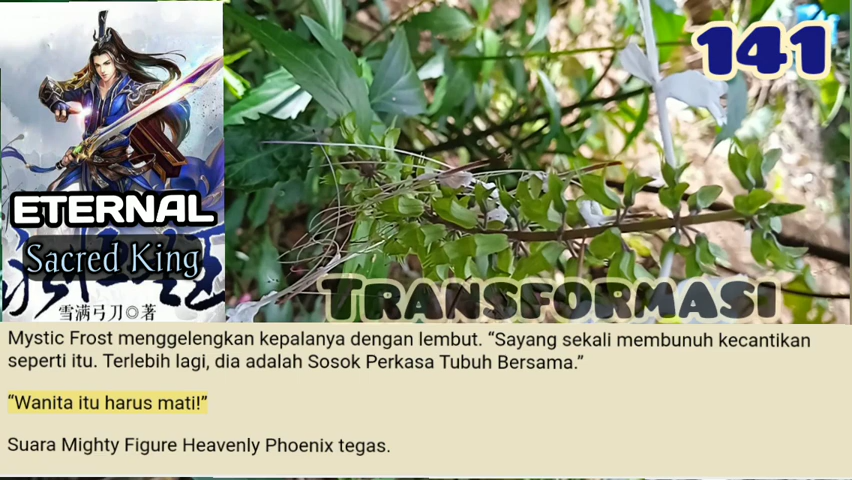 141
ETERNAL
Sacred King
雪满弓刀◎著
TRANSFORMASI
Mystic Frost menggelengkan kepalanya dengan lembut. “Sayang sekali membunuh kecantikan
seperti itu. Terlebih lagi, dia adalah Sosok Perkasa Tubuh Bersama.”
“Wanita itu harus mati!”
Suara Mighty Figure Heavenly Phoenix tegas.